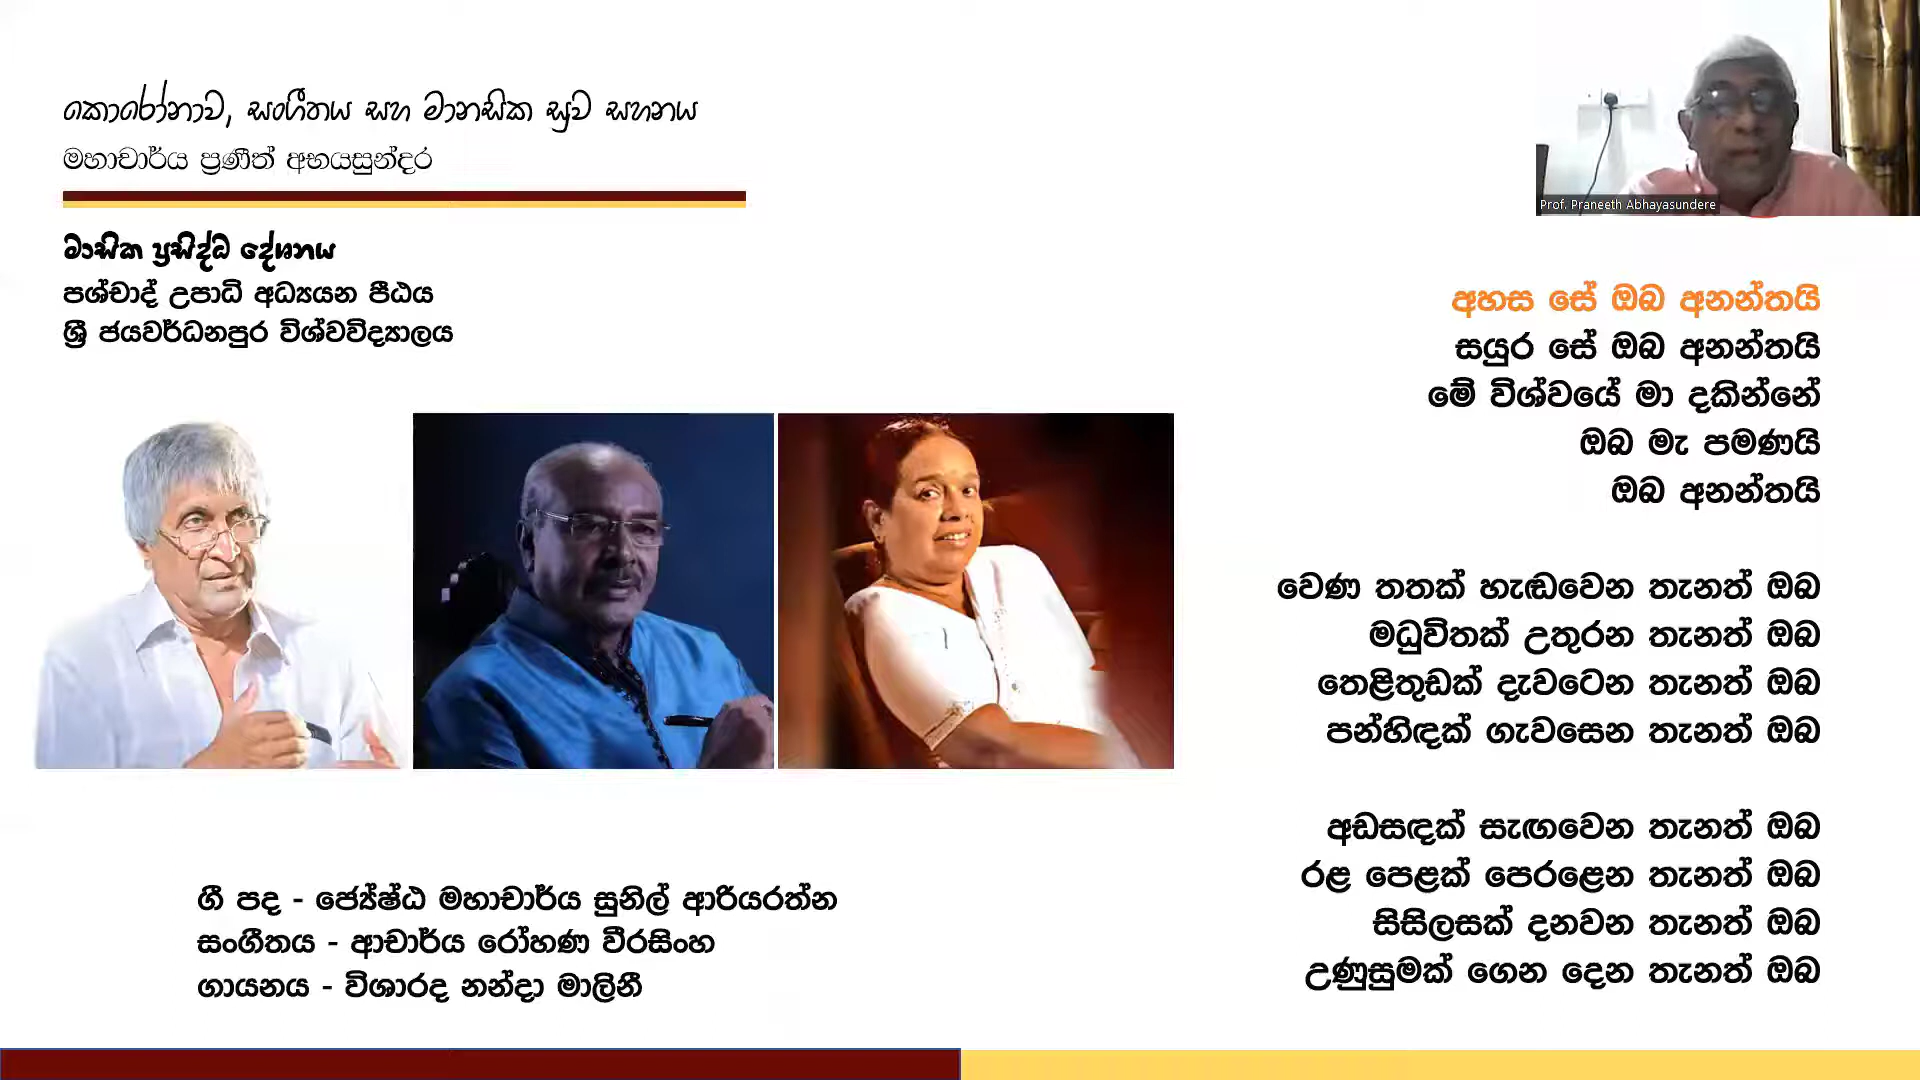 කොරෝනාව, සංගීතය සහ මානසික සුව සහනය
මහාචාර්ය ප්‍රණීත් අභයසුන්දර
මාසික ප්‍රසිද්ධ දේශනය
පශ්චාද් උපාධි අධ්‍යයන පීඨය
ශ්‍රී ජයවර්ධනපුර විශ්වවිද්‍යාලය
Prof. Praneeth Abhayasundere
අහස සේ ඔබ අනන්තයි
සයුර සේ ඔබ අනන්තයි
මේ විශ්වයේ මා දකින්නේ
ඔබ මැ පමණයි
ඔබ අනන්තයි
වෙණ තතක් හැඬවෙන තැනත් ඔබ
මධුවිතක් උතුරන තැනත් ඔබ
තෙළිතුඩක් දැවටෙන තැනත් ඔබ
පන්හිඳක් ගැවසෙන තැනත් ඔබ
අඩසඳක් සැඟවෙන තැනත් ඔබ
රළ පෙළක් පෙරළෙන තැනත් ඔබ
සිසිලසක් දනවන තැනත් ඔබ
උණුසුමක් ගෙන දෙන තැනත් ඔබ
ගී පද - ජ්‍යේෂ්ඨ මහාචාර්ය සුනිල් ආරියරත්න
සංගීතය - ආචාර්ය රෝහණ වීරසිංහ
ගායනය - විශාරද නන්දා මාලිනී